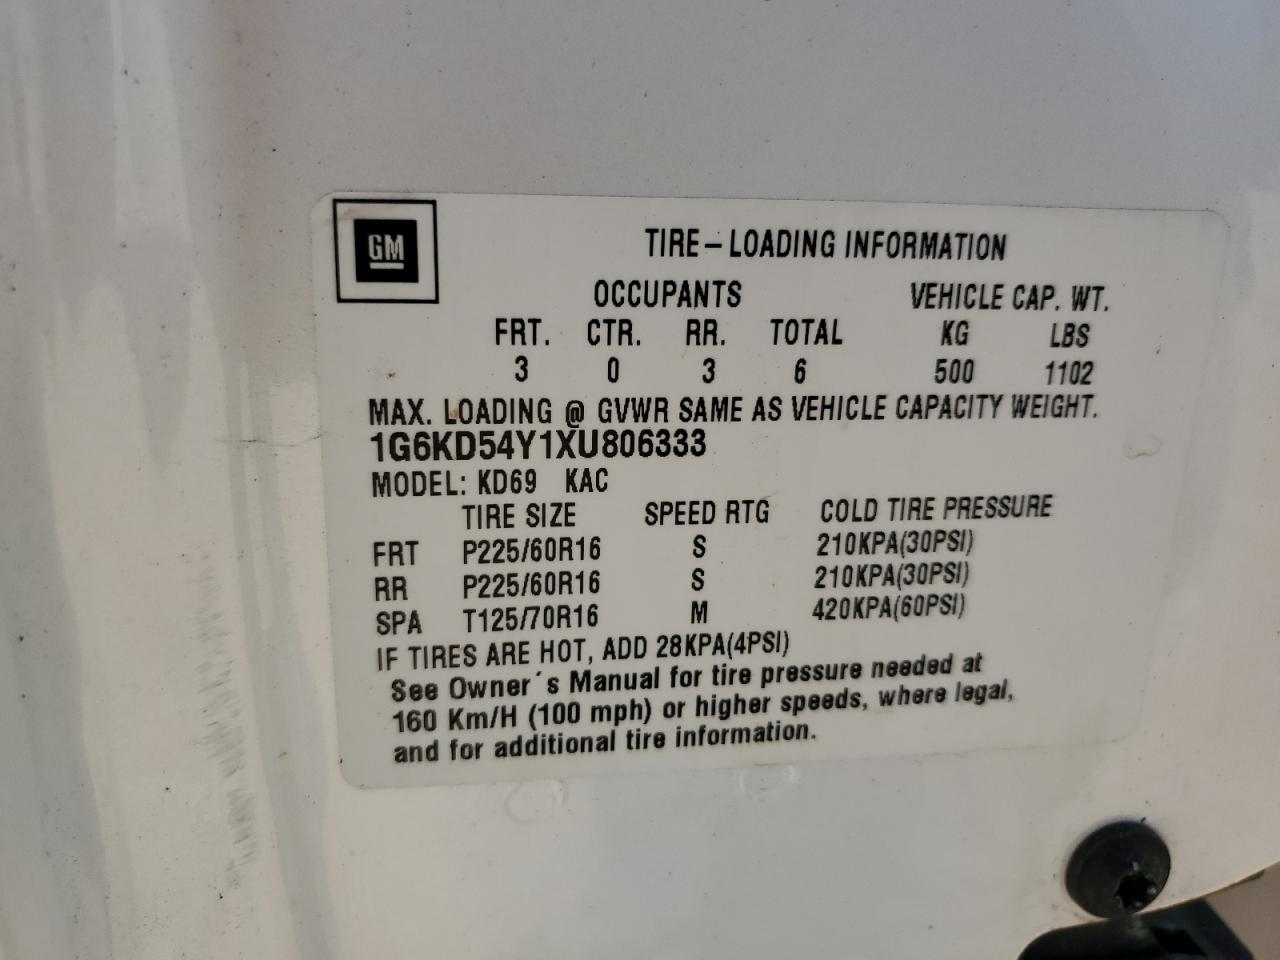 GM
TIRE-LOADING INFORMATION
OCCUPANTS VEHICLE CAP. WT.
FRT. CTR. RR. TOTAL KG LBS
3 0 3 6 500 1102
MAX. LOADING @ GVWR SAME AS VEHICLE CAPACITY WEIGHT.
1G6KD54Y1XU806333
MODEL: KD69 KAC
TIRE SIZE SPEED RTG COLD TIRE PRESSURE
FRT P225/60R16 S 210KPA(30PSI)
RR P225/60R16 S 210KPA(30PSI)
SPA T125/70R16 M 420KPA(60PSI)
IF TIRES ARE HOT, ADD 28KPA(4PSI)
See Owner´s Manual for tire pressure needed at
160 Km/H (100 mph) or higher speeds, where legal,
and for additional tire information.